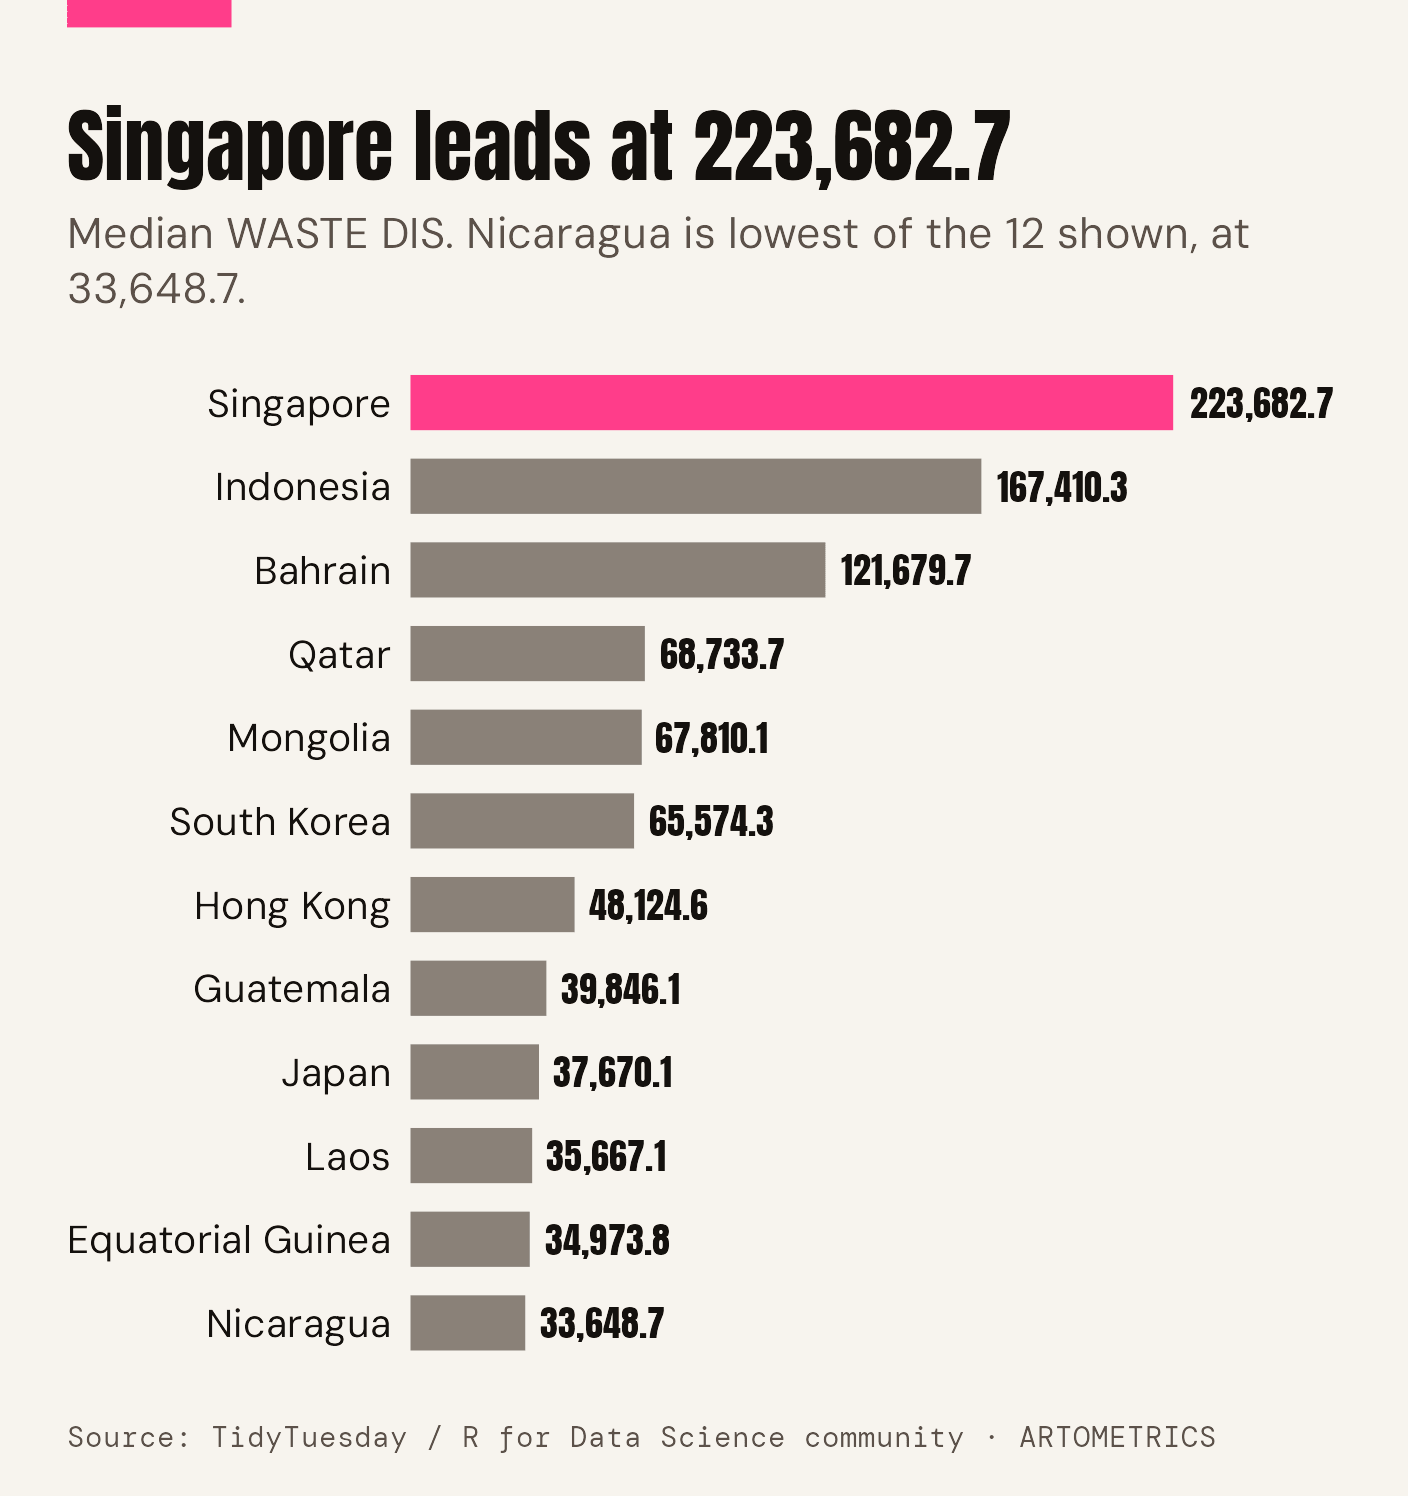 Singapore leads at 223,682.7
Median WASTE DIS. Nicaragua is lowest of the 12 shown, at
33,648.7.
Singapore 223,682.7
Indonesia 167,410.3
Bahrain 121,679.7
Qatar 68,733.7
Mongolia 67,810.1
South Korea 65,574.3
Hong Kong 48,124.6
Guatemala 39,846.1
Japan 37,670.1
Laos 35,667.1
Equatorial Guinea 34,973.8
Nicaragua 33,648.7
Source: TidyTuesday / R for Data Science community · ARTOMETRICS